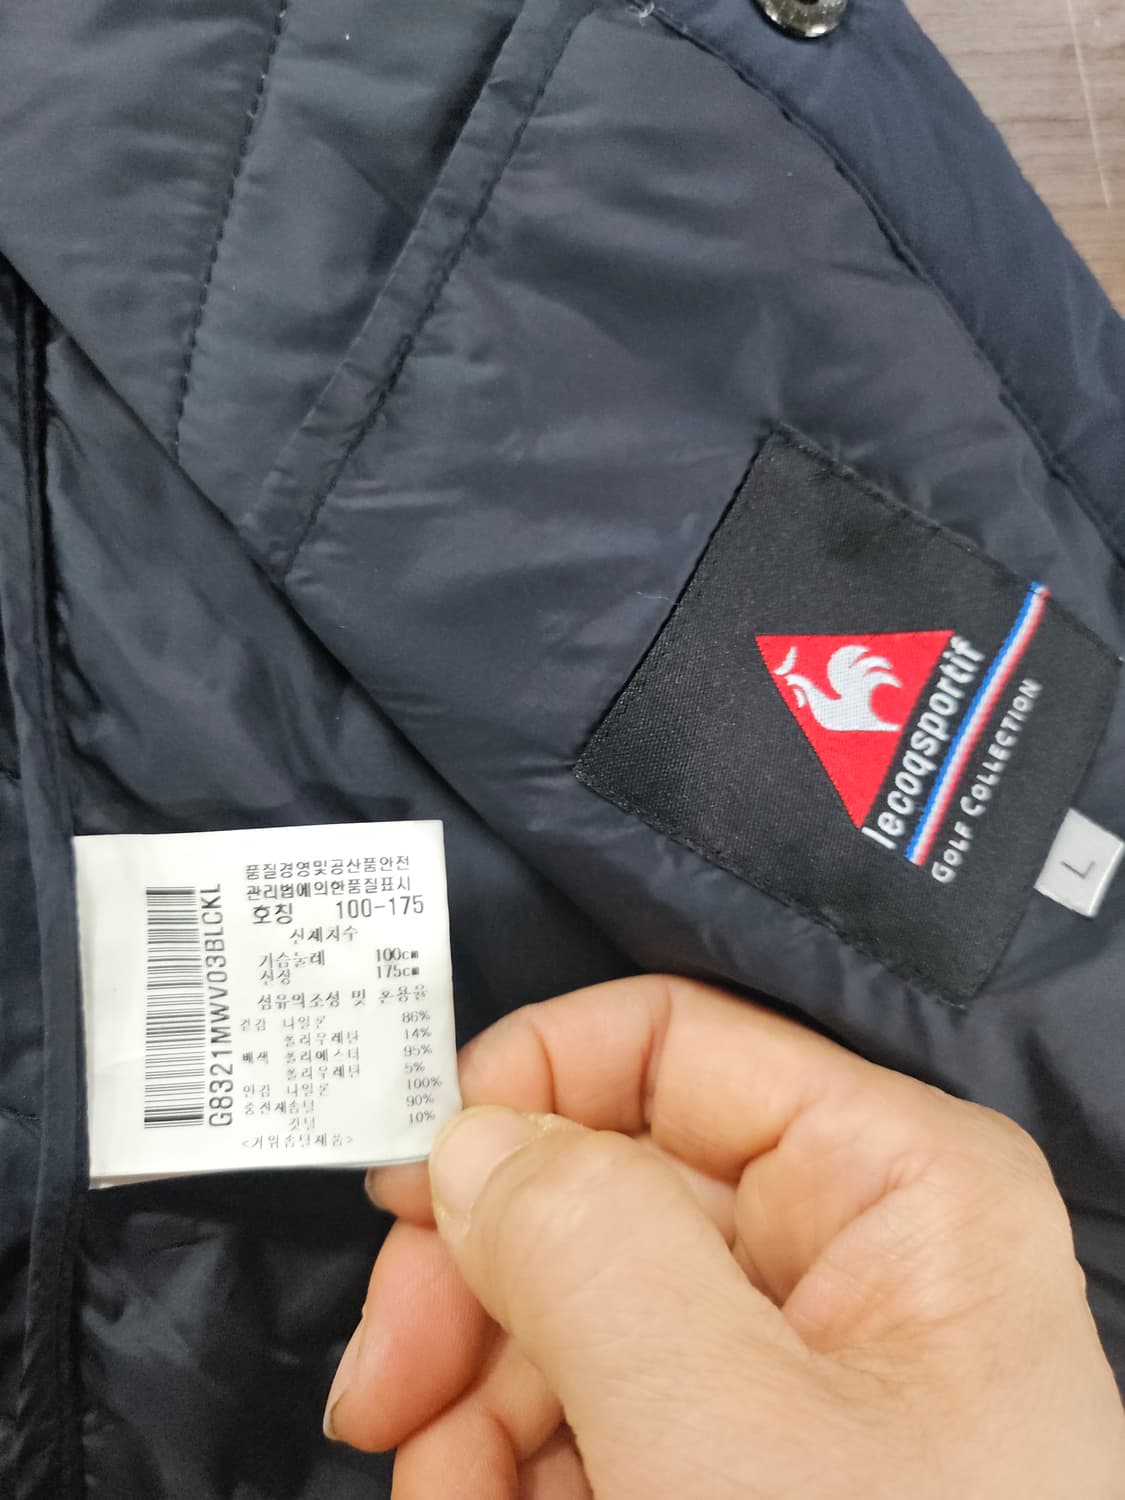 품질경영및공산품안전
관리법에의한품질표시
호칭 100-175
신체치수
가슴둘레 100cm
신장 175cm
섬유의조성 및 혼용율
겉감 나일론 86%
폴리우레탄 14%
배색 폴리에스터 95%
폴리우레탄 5%
안감 나일론 100%
충전재솜털 90%
깃털 10%
<거위솜털제품>
G8321MWV03BLCKL
lecoqsportif
GOLF COLLECTION
L